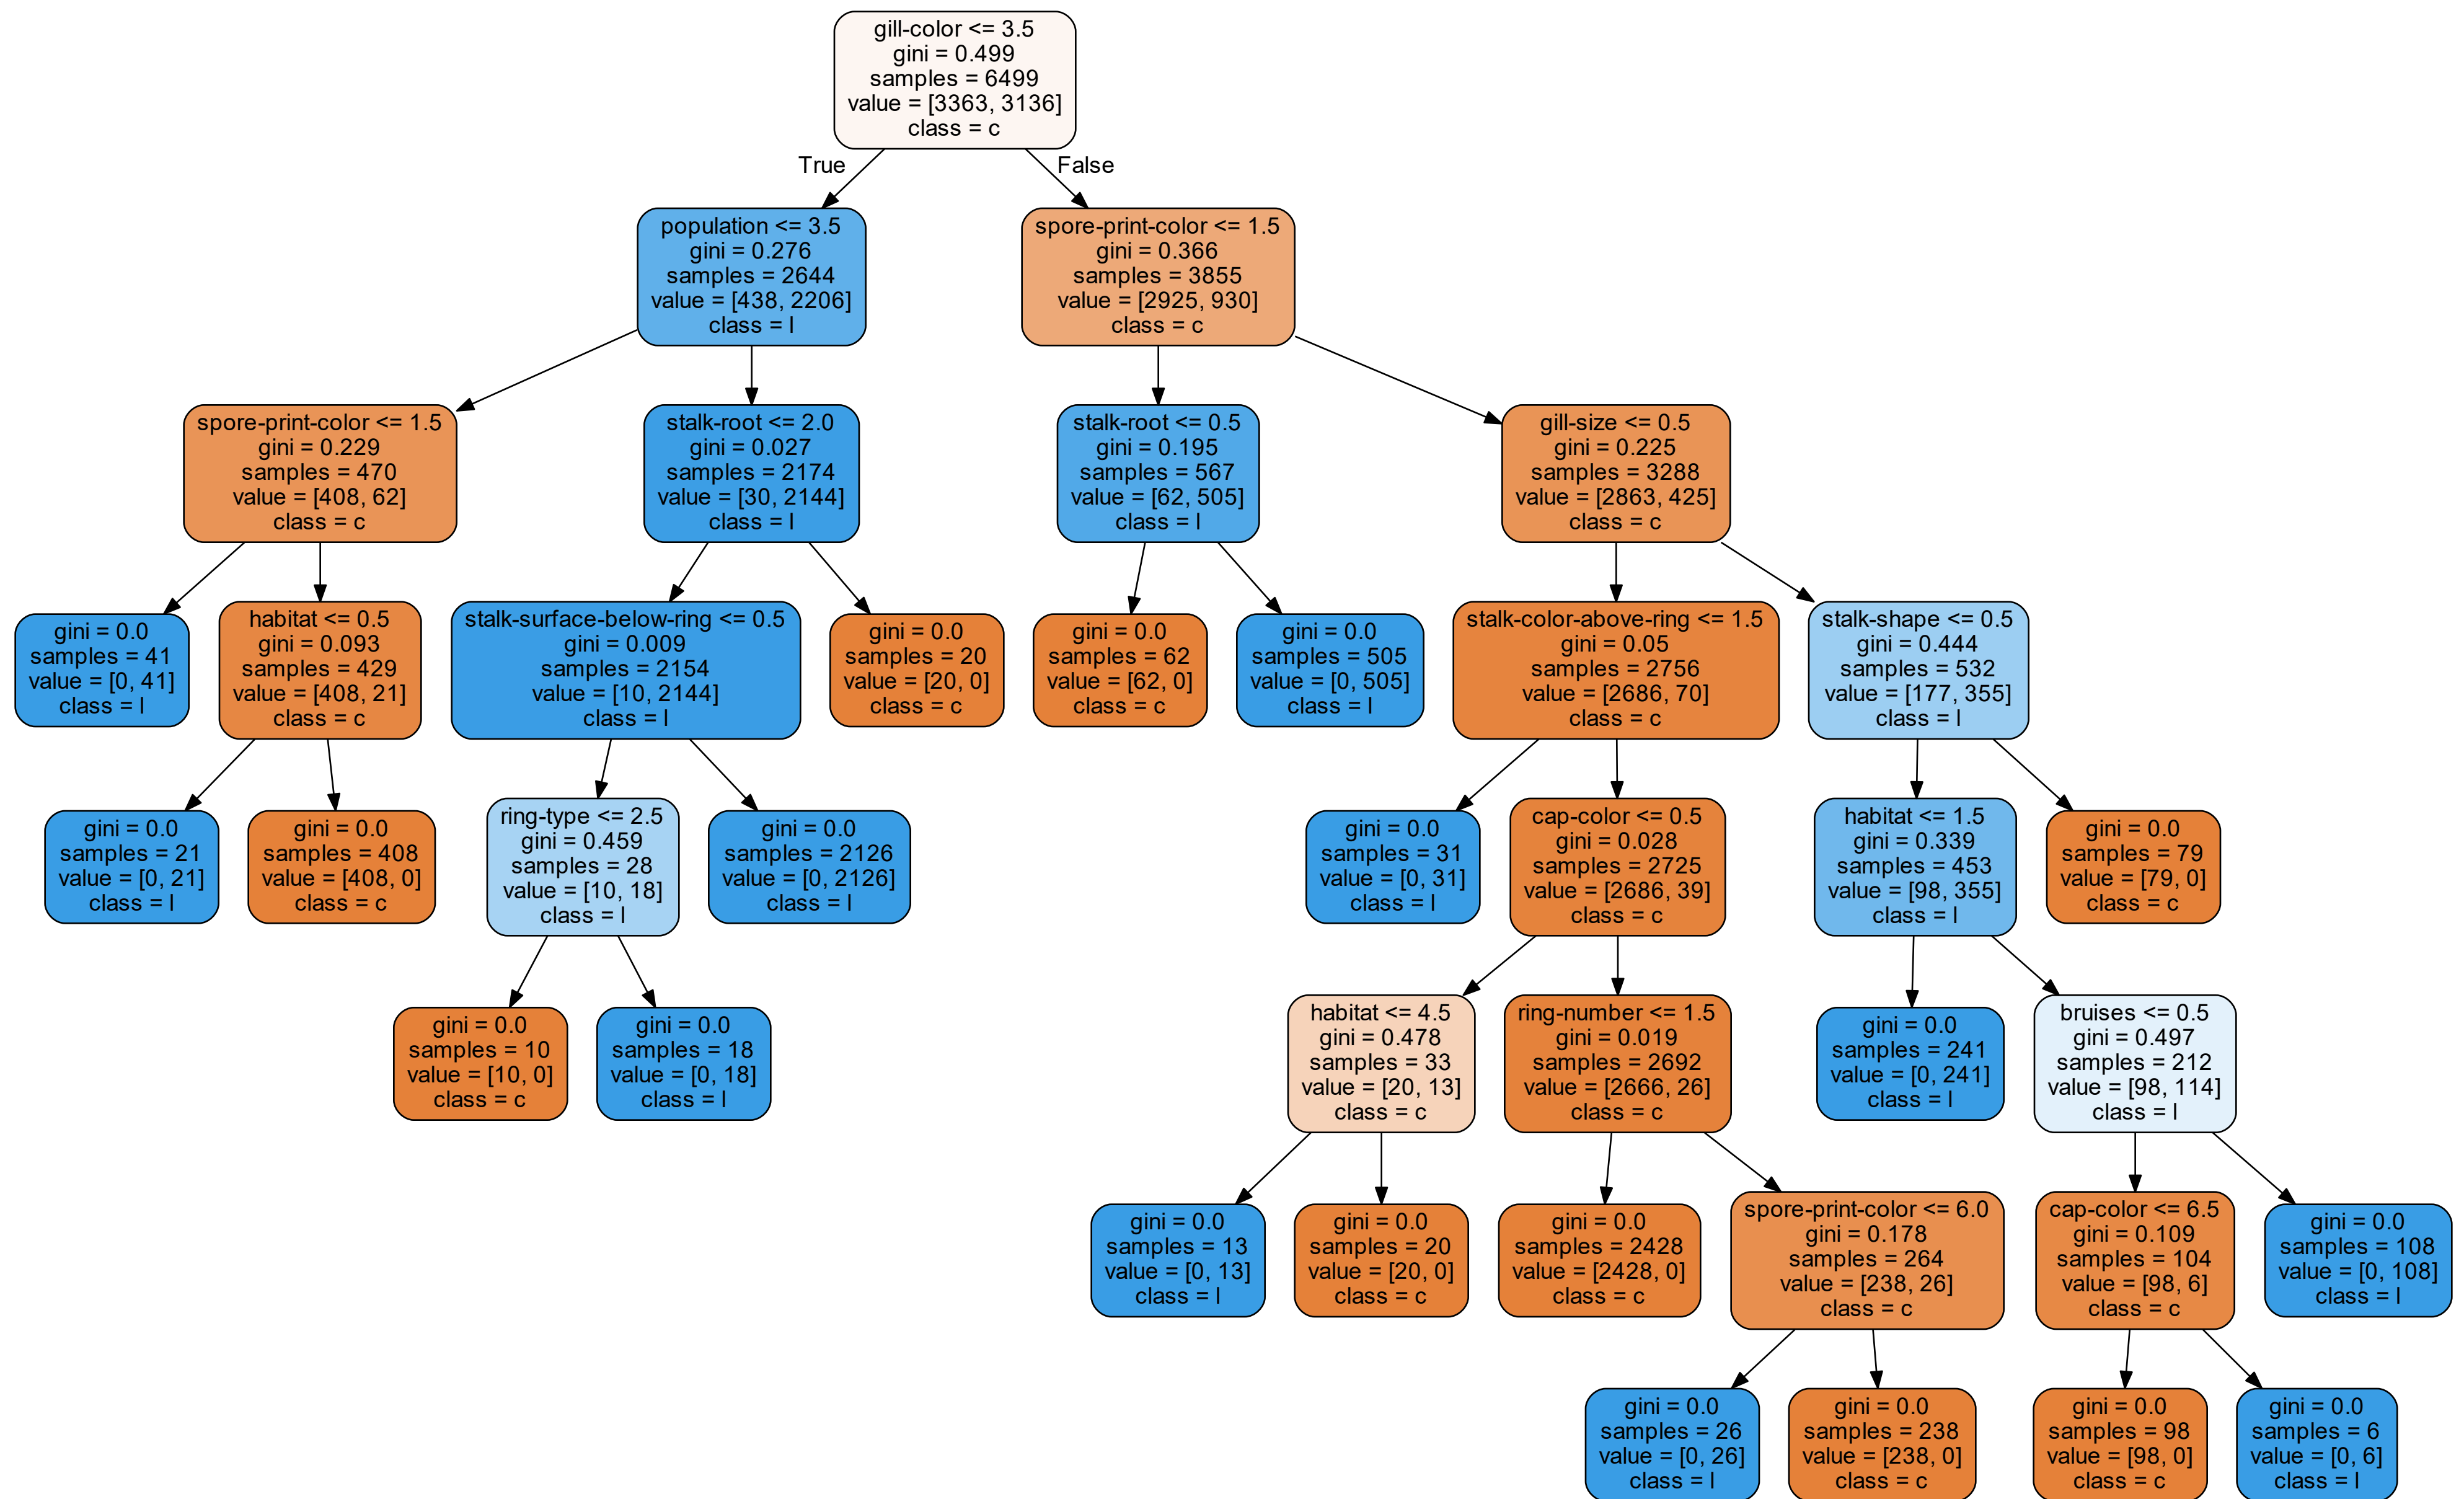 gill-color <= 3.5
gini = 0.499
samples = 6499
value = [3363, 3136]
class = c
True
False
population <= 3.5
gini = 0.276
samples = 2644
value = [438, 2206]
class = l
spore-print-color <= 1.5
gini = 0.366
samples = 3855
value = [2925, 930]
class = c
spore-print-color <= 1.5
gini = 0.229
samples = 470
value = [408, 62]
class = c
stalk-root <= 2.0
gini = 0.027
samples = 2174
value = [30, 2144]
class = l
stalk-root <= 0.5
gini = 0.195
samples = 567
value = [62, 505]
class = l
gill-size <= 0.5
gini = 0.225
samples = 3288
value = [2863, 425]
class = c
gini = 0.0
samples = 41
value = [0, 41]
class = l
habitat <= 0.5
gini = 0.093
samples = 429
value = [408, 21]
class = c
stalk-surface-below-ring <= 0.5
gini = 0.009
samples = 2154
value = [10, 2144]
class = l
gini = 0.0
samples = 20
value = [20, 0]
class = c
gini = 0.0
samples = 62
value = [62, 0]
class = c
gini = 0.0
samples = 505
value = [0, 505]
class = l
stalk-color-above-ring <= 1.5
gini = 0.05
samples = 2756
value = [2686, 70]
class = c
stalk-shape <= 0.5
gini = 0.444
samples = 532
value = [177, 355]
class = l
gini = 0.0
samples = 21
value = [0, 21]
class = l
gini = 0.0
samples = 408
value = [408, 0]
class = c
ring-type <= 2.5
gini = 0.459
samples = 28
value = [10, 18]
class = l
gini = 0.0
samples = 2126
value = [0, 2126]
class = l
gini = 0.0
samples = 31
value = [0, 31]
class = l
cap-color <= 0.5
gini = 0.028
samples = 2725
value = [2686, 39]
class = c
habitat <= 1.5
gini = 0.339
samples = 453
value = [98, 355]
class = l
gini = 0.0
samples = 79
value = [79, 0]
class = c
gini = 0.0
samples = 10
value = [10, 0]
class = c
gini = 0.0
samples = 18
value = [0, 18]
class = l
habitat <= 4.5
gini = 0.478
samples = 33
value = [20, 13]
class = c
ring-number <= 1.5
gini = 0.019
samples = 2692
value = [2666, 26]
class = c
gini = 0.0
samples = 241
value = [0, 241]
class = l
bruises <= 0.5
gini = 0.497
samples = 212
value = [98, 114]
class = l
gini = 0.0
samples = 13
value = [0, 13]
class = l
gini = 0.0
samples = 20
value = [20, 0]
class = c
gini = 0.0
samples = 2428
value = [2428, 0]
class = c
spore-print-color <= 6.0
gini = 0.178
samples = 264
value = [238, 26]
class = c
cap-color <= 6.5
gini = 0.109
samples = 104
value = [98, 6]
class = c
gini = 0.0
samples = 108
value = [0, 108]
class = l
gini = 0.0
samples = 26
value = [0, 26]
class = l
gini = 0.0
samples = 238
value = [238, 0]
class = c
gini = 0.0
samples = 98
value = [98, 0]
class = c
gini = 0.0
samples = 6
value = [0, 6]
class = l